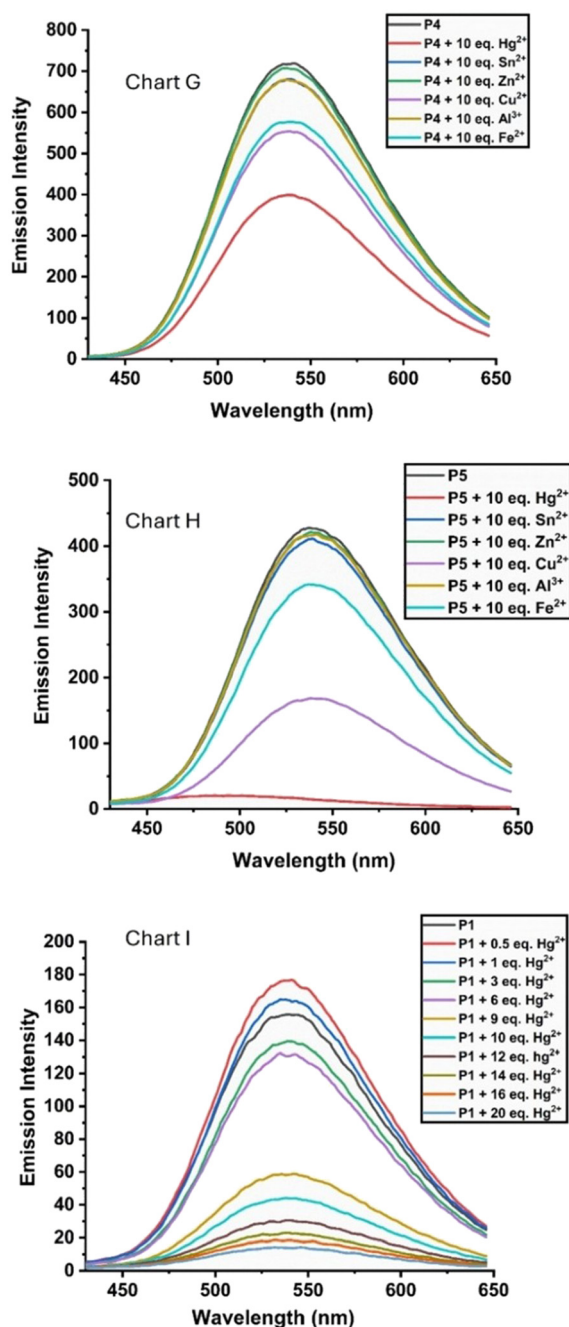 Chart G
P4
P4 + 10 eq. Hg²⁺
P4 + 10 eq. Sn²⁺
P4 + 10 eq. Zn²⁺
P4 + 10 eq. Cu²⁺
P4 + 10 eq. Al³⁺
P4 + 10 eq. Fe²⁺
Emission Intensity
800
700
600
500
400
300
200
100
0
450 500 550 600 650
Wavelength (nm)
Chart H
P5
P5 + 10 eq. Hg²⁺
P5 + 10 eq. Sn²⁺
P5 + 10 eq. Zn²⁺
P5 + 10 eq. Cu²⁺
P5 + 10 eq. Al³⁺
P5 + 10 eq. Fe²⁺
Emission Intensity
500
400
300
200
100
0
450 500 550 600 650
Wavelength (nm)
Chart I
P1
P1 + 0.5 eq. Hg²⁺
P1 + 1 eq. Hg²⁺
P1 + 3 eq. Hg²⁺
P1 + 6 eq. Hg²⁺
P1 + 9 eq. Hg²⁺
P1 + 10 eq. Hg²⁺
P1 + 12 eq. hg²⁺
P1 + 14 eq. Hg²⁺
P1 + 16 eq. Hg²⁺
P1 + 20 eq. Hg²⁺
Emission Intensity
200
180
160
140
120
100
80
60
40
20
0
450 500 550 600 650
Wavelength (nm)